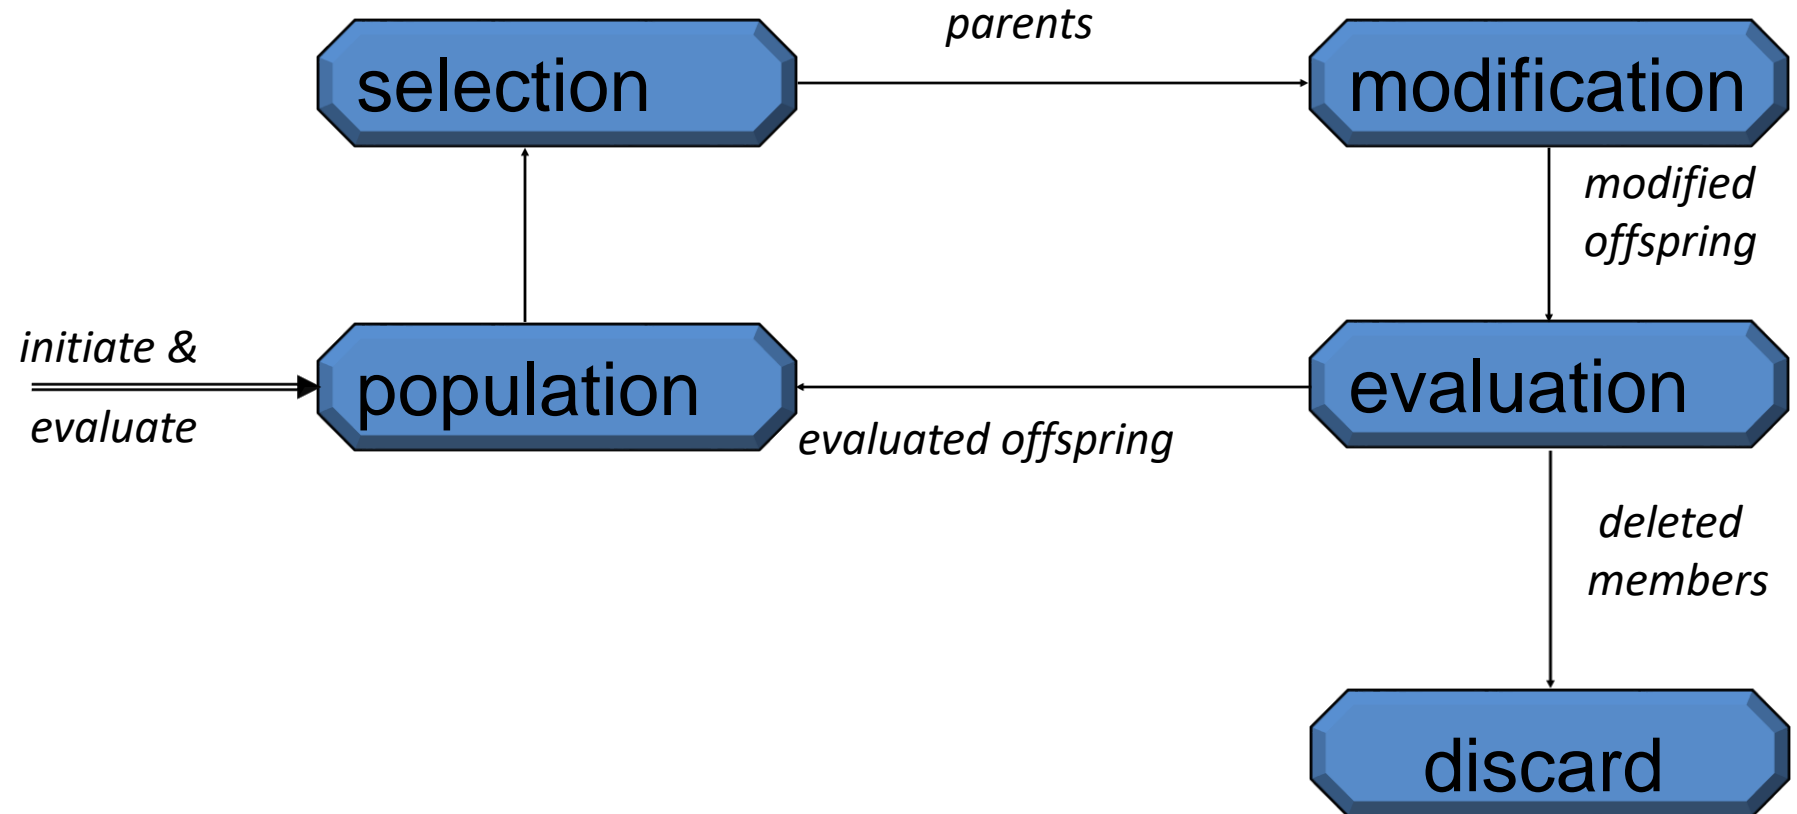 parents
selection
modification
modified
offspring
initiate &
evaluate
population
evaluated offspring
evaluation
deleted
members
discard